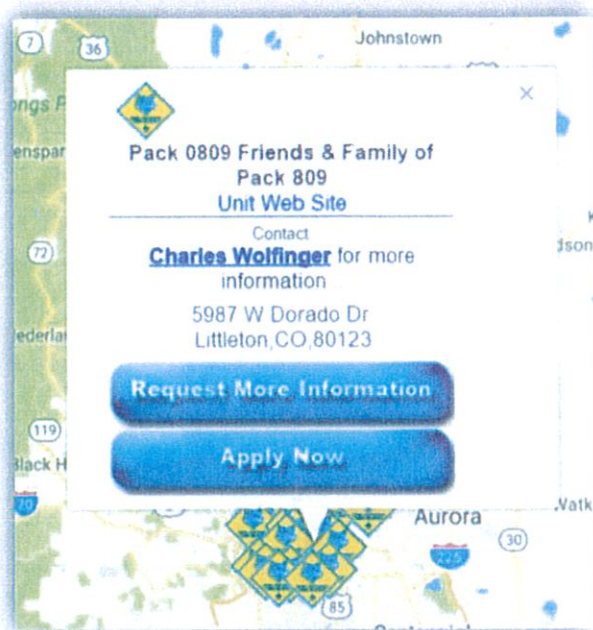 7
36
Johnstown
ongs P
×
enspar
Pack 0809 Friends & Family of
Pack 809
Unit Web Site
Contact
dson
72
Charles Wolfinger for more
information
5987 W Dorado Dr
Littleton,CO,80123
ederla
Request More Information
119
Apply Now
Black H
70
Aurora
Watk
225
30
85
Centennial